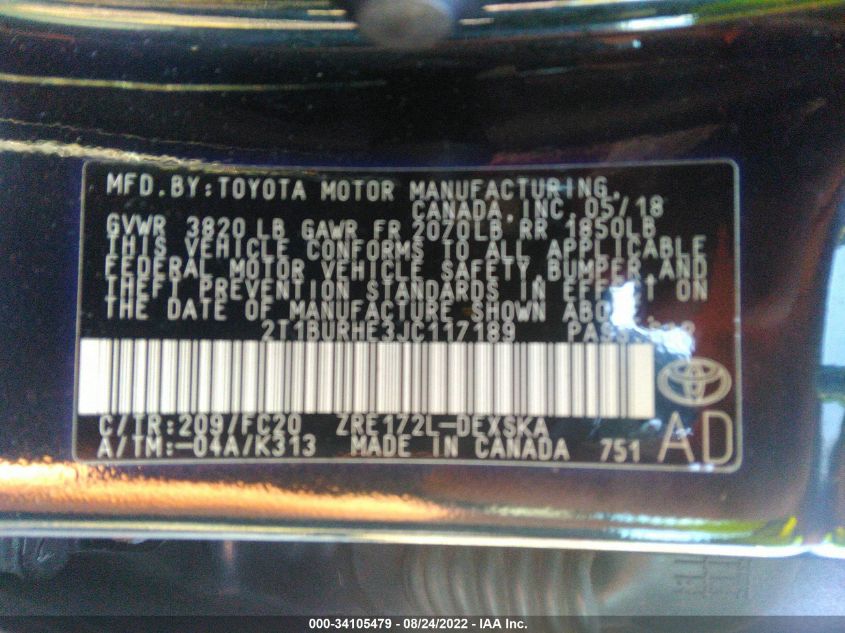 MFD.BY:TOYOTA MOTOR MANUFACTURING,
CANADA,INC.05/18
GVWR 3820 LB GAWR FR 2070LB RR 1850LB
THIS VEHICLE CONFORMS TO ALL APPLICABLE
FEDERAL MOTOR VEHICLE SAFETY,BUMPER,AND
THEFT PREVENTION STANDARDS IN EFFECT ON
THE DATE OF MANUFACTURE SHOWN ABOVE.
2T1BURHE3JC117189
C/TR:209/FC20 ZRE172L-DEXSKA
A/TM:-04A/K313 MADE IN CANADA 751
AD
000-34105479 - 08/24/2022 - IAA Inc.